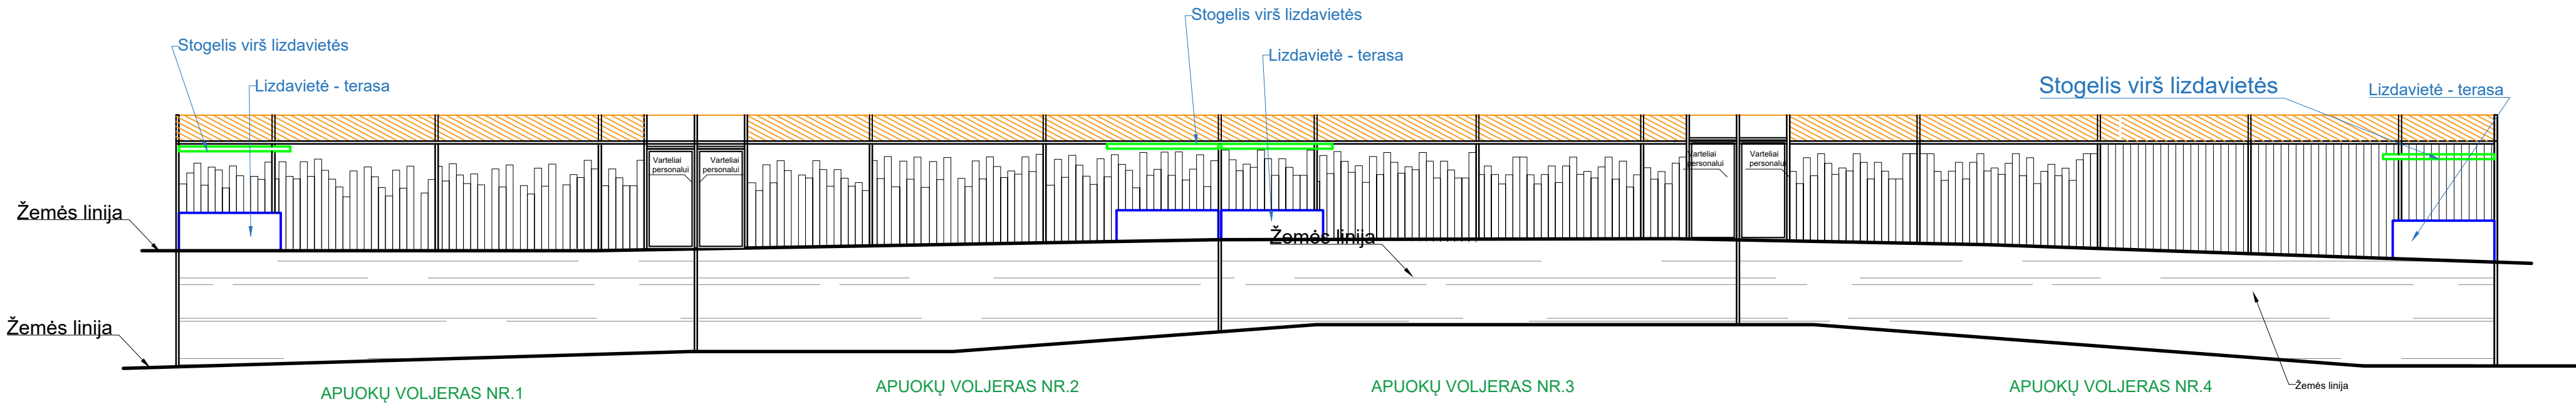 Stogelis virš lizdavietės
Stogelis virš lizdavietės
Lizdavietė - terasa
Lizdavietė - terasa
Stogelis virš lizdavietės
Lizdavietė - terasa
Varteliai
personalui
Varteliai
personalui
Varteliai
personalui
Varteliai
personalui
Žemės linija
Žemės linija
Žemės linija
Žemės linija
APUOKŲ VOLJERAS NR.1
APUOKŲ VOLJERAS NR.2
APUOKŲ VOLJERAS NR.3
APUOKŲ VOLJERAS NR.4